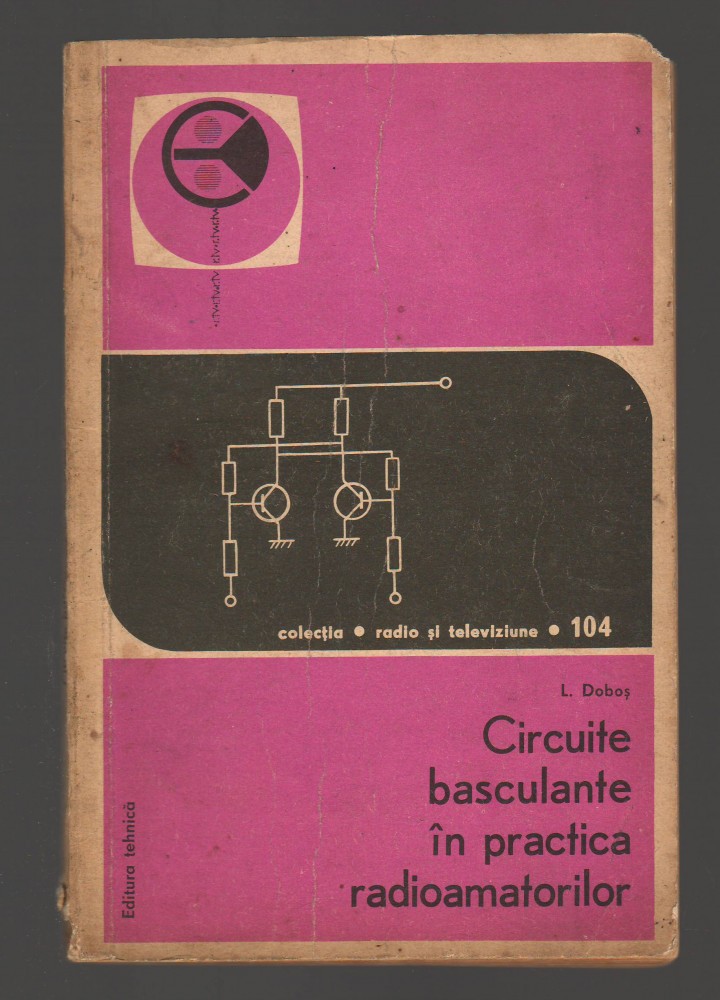 colecția • radio și televiziune • 104
L. Doboș
Circuite
basculante
în practica
radioamatorilor
Editura tehnică